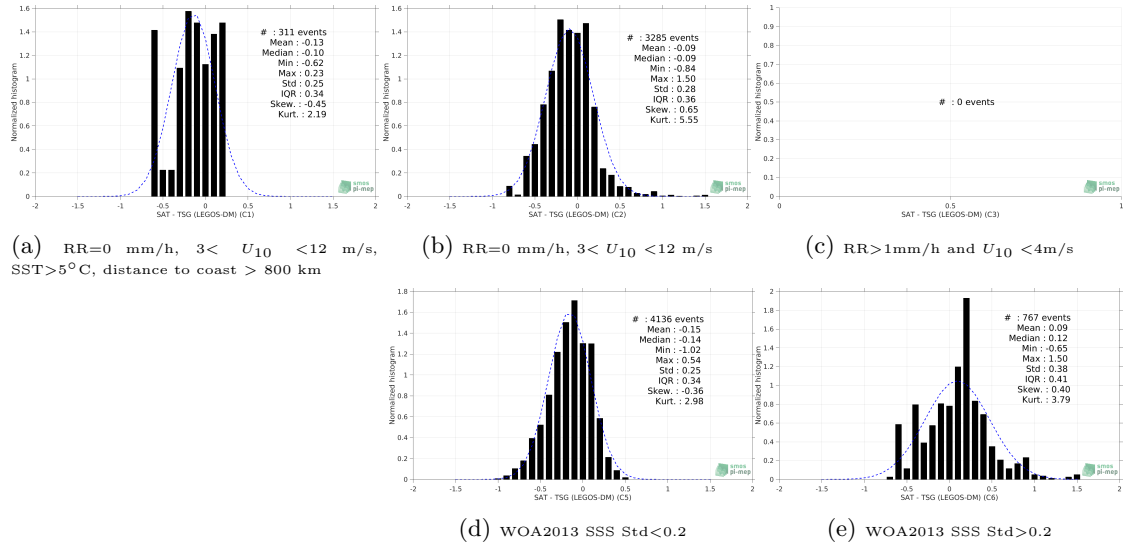 Normalized histogram
1.6
1.4
1.2
1
0.8
0.6
0.4
0.2
0
-2
-1.5
-1
-0.5
0
0.5
1
1.5
2
# : 311 events
Mean : -0.13
Median : -0.10
Min : -0.62
Max : 0.23
Std : 0.25
IQR : 0.34
Skew. : -0.45
Kurt. : 2.19
smos
pi-mep
SAT - TSG (LEGOS-DM) (C1)
(a) RR=0 mm/h, 3< U10 <12 m/s,
SST>5°C, distance to coast > 800 km
Normalized histogram
1.6
1.4
1.2
1
0.8
0.6
0.4
0.2
0
-2
-1.5
-1
-0.5
0
0.5
1
1.5
2
# : 3285 events
Mean : -0.09
Median : -0.09
Min : -0.84
Max : 1.50
Std : 0.28
IQR : 0.36
Skew. : 0.65
Kurt. : 5.55
smos
pi-mep
SAT - TSG (LEGOS-DM) (C2)
(b) RR=0 mm/h, 3< U10 <12 m/s
Normalized histogram
1
0.9
0.8
0.7
0.6
0.5
0.4
0.3
0.2
0.1
0
0
0.5
1
# : 0 events
smos
pi-mep
SAT - TSG (LEGOS-DM) (C3)
(c) RR>1mm/h and U10 <4m/s
Normalized histogram
1.8
1.6
1.4
1.2
1
0.8
0.6
0.4
0.2
0
-2
-1.5
-1
-0.5
0
0.5
1
1.5
2
# : 4136 events
Mean : -0.15
Median : -0.14
Min : -1.02
Max : 0.54
Std : 0.25
IQR : 0.34
Skew. : -0.36
Kurt. : 2.98
smos
pi-mep
SAT - TSG (LEGOS-DM) (C5)
(d) WOA2013 SSS Std<0.2
Normalized histogram
2
1.8
1.6
1.4
1.2
1
0.8
0.6
0.4
0.2
0
-2
-1.5
-1
-0.5
0
0.5
1
1.5
2
# : 767 events
Mean : 0.09
Median : 0.12
Min : -0.65
Max : 1.50
Std : 0.38
IQR : 0.41
Skew. : 0.40
Kurt. : 3.79
smos
pi-mep
SAT - TSG (LEGOS-DM) (C6)
(e) WOA2013 SSS Std>0.2